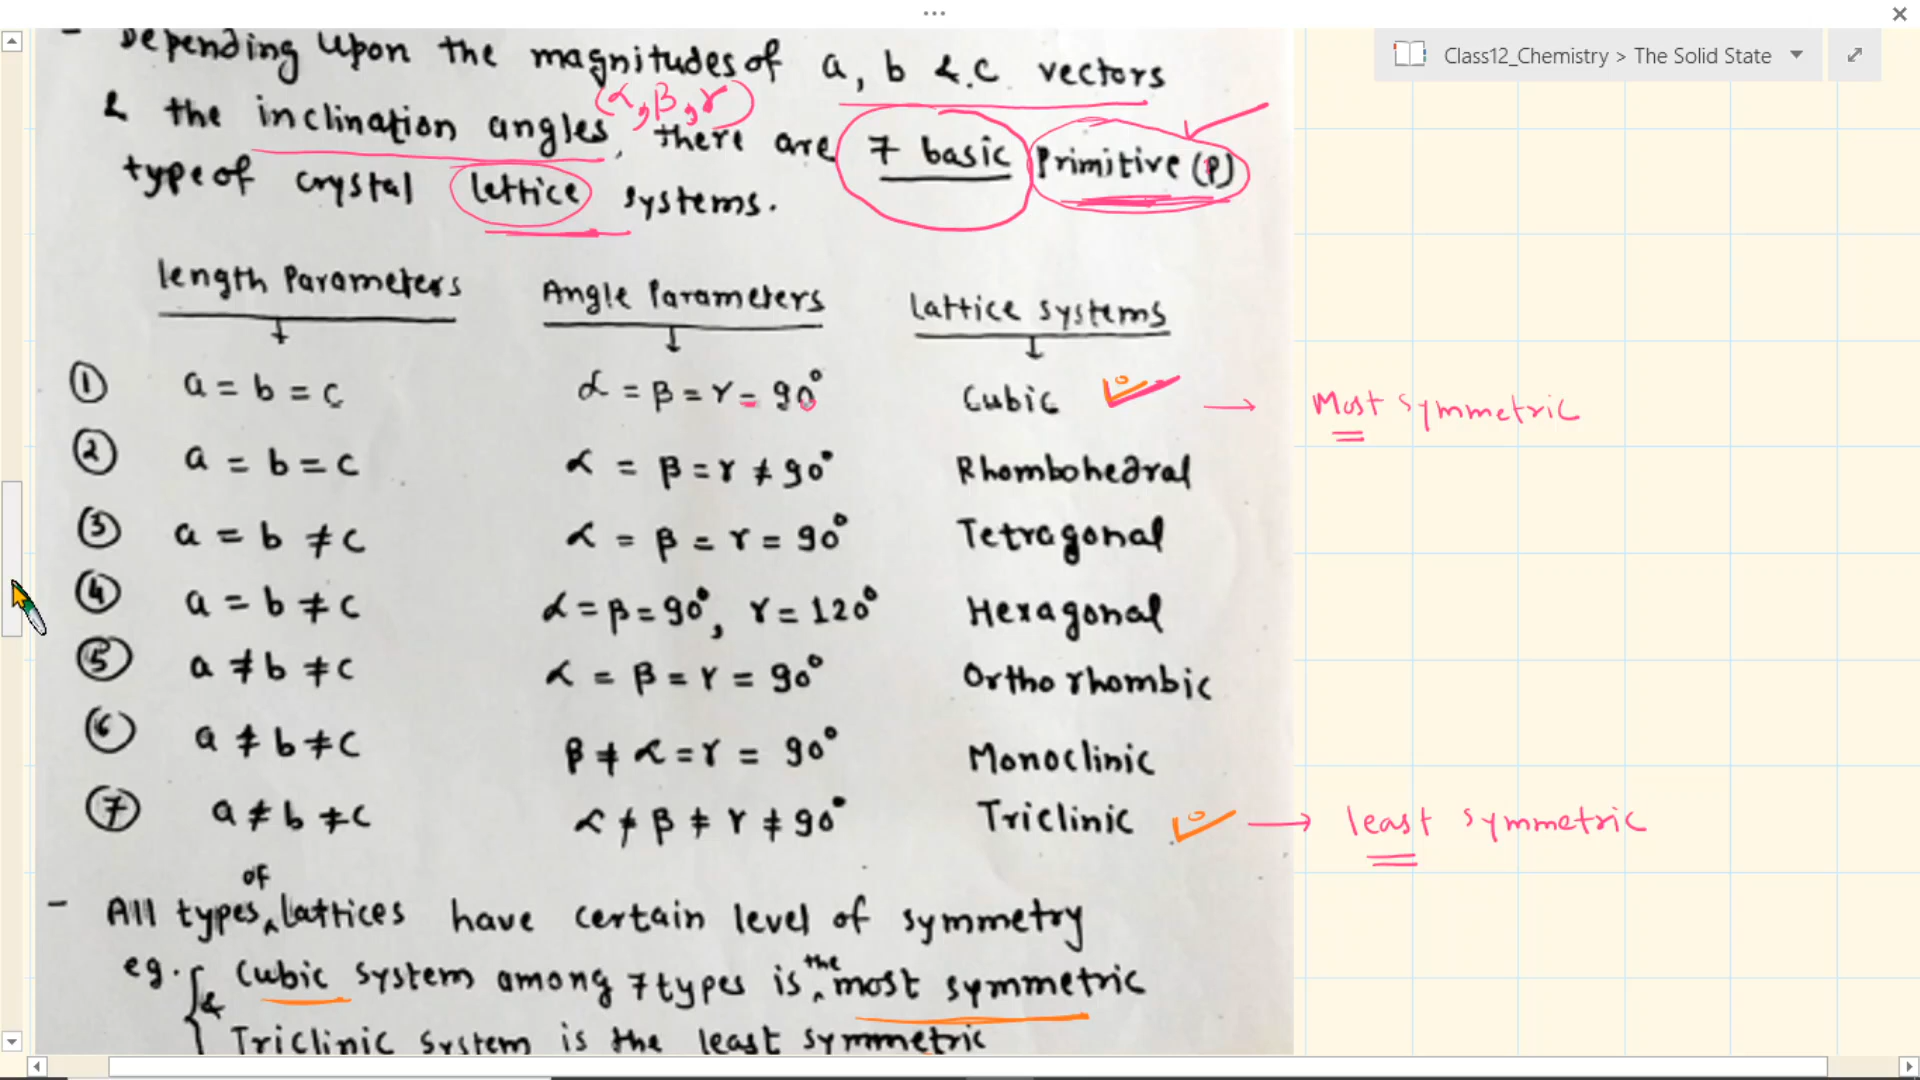 Class12_Chemistry > The Solid State
Depending upon the magnitudes of a, b & c vectors
(α, β, γ)
& the inclination angles, there are 7 basic Primitive (P)
type of crystal lettice systems.
length Parameters Angle Parameters Lattice systems
① a = b = c α = β = γ = 90° Cubic → Most symmetric
② a = b = c α = β = γ ≠ 90° Rhombohedral
③ a = b ≠ c α = β = γ = 90° Tetragonal
④ a = b ≠ c α = β = 90°, γ = 120° Hexagonal
⑤ a ≠ b ≠ c α = β = γ = 90° Orthorhombic
⑥ a ≠ b ≠ c β ≠ α = γ = 90° Monoclinic
⑦ a ≠ b ≠ c α ≠ β ≠ γ ≠ 90° Triclinic → least symmetric
- All types of lattices have certain level of symmetry
eg. Cubic system among 7 types is the most symmetric
& Triclinic system is the least symmetric